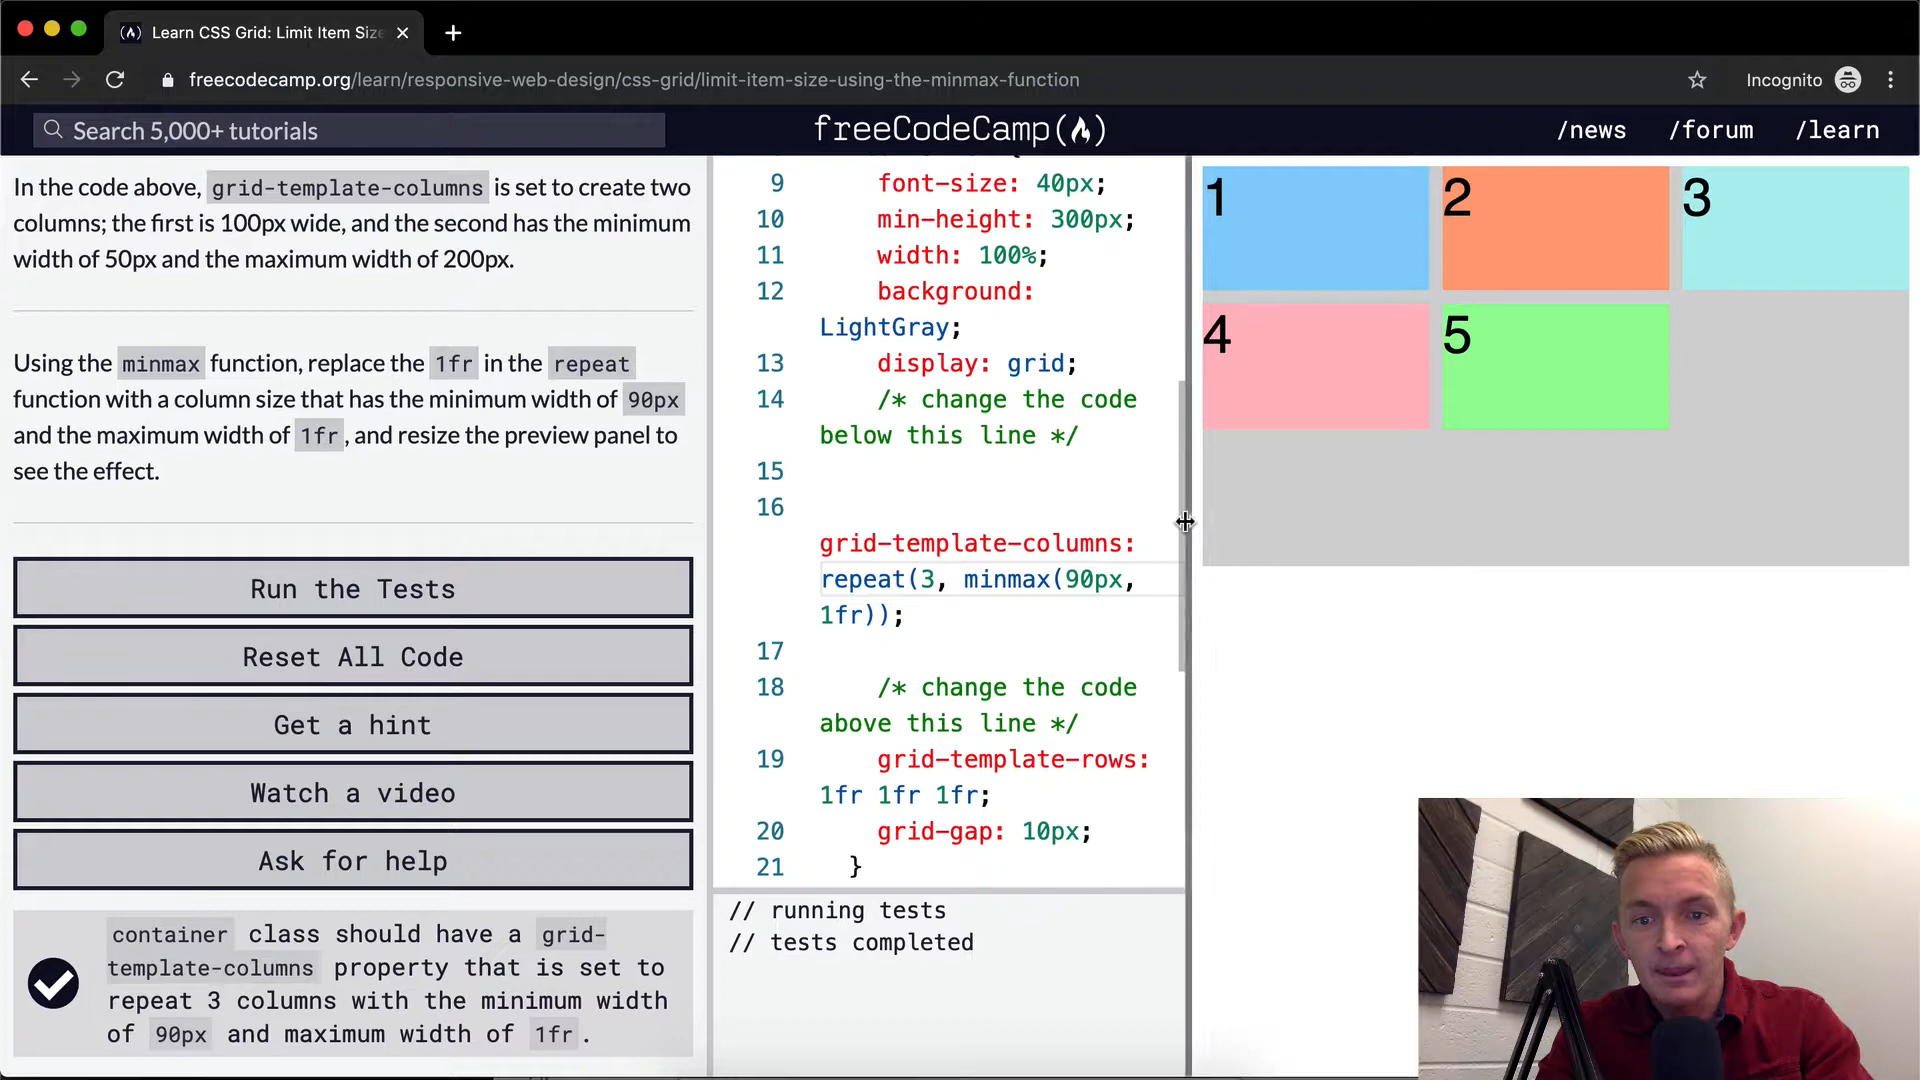 Learn CSS Grid: Limit Item Size
freecodecamp.org/learn/responsive-web-design/css-grid/limit-item-size-using-the-minmax-function
Incognito
Search 5,000+ tutorials
freeCodeCamp
/news
/forum
/learn
In the code above, grid-template-columns is set to create two
columns; the first is 100px wide, and the second has the minimum
width of 50px and the maximum width of 200px.
Using the minmax function, replace the 1fr in the repeat
function with a column size that has the minimum width of 90px
and the maximum width of 1fr, and resize the preview panel to
see the effect.
Run the Tests
Reset All Code
Get a hint
Watch a video
Ask for help
container class should have a grid-
template-columns property that is set to
repeat 3 columns with the minimum width
of 90px and maximum width of 1fr.
9 font-size: 40px;
10 min-height: 300px;
11 width: 100%;
12 background:
LightGray;
13 display: grid;
14 /* change the code
below this line */
15
16
grid-template-columns:
repeat(3, minmax(90px,
1fr));
17
18 /* change the code
above this line */
19 grid-template-rows:
1fr 1fr 1fr;
20 grid-gap: 10px;
21 }
// running tests
// tests completed
1
2
3
4
5